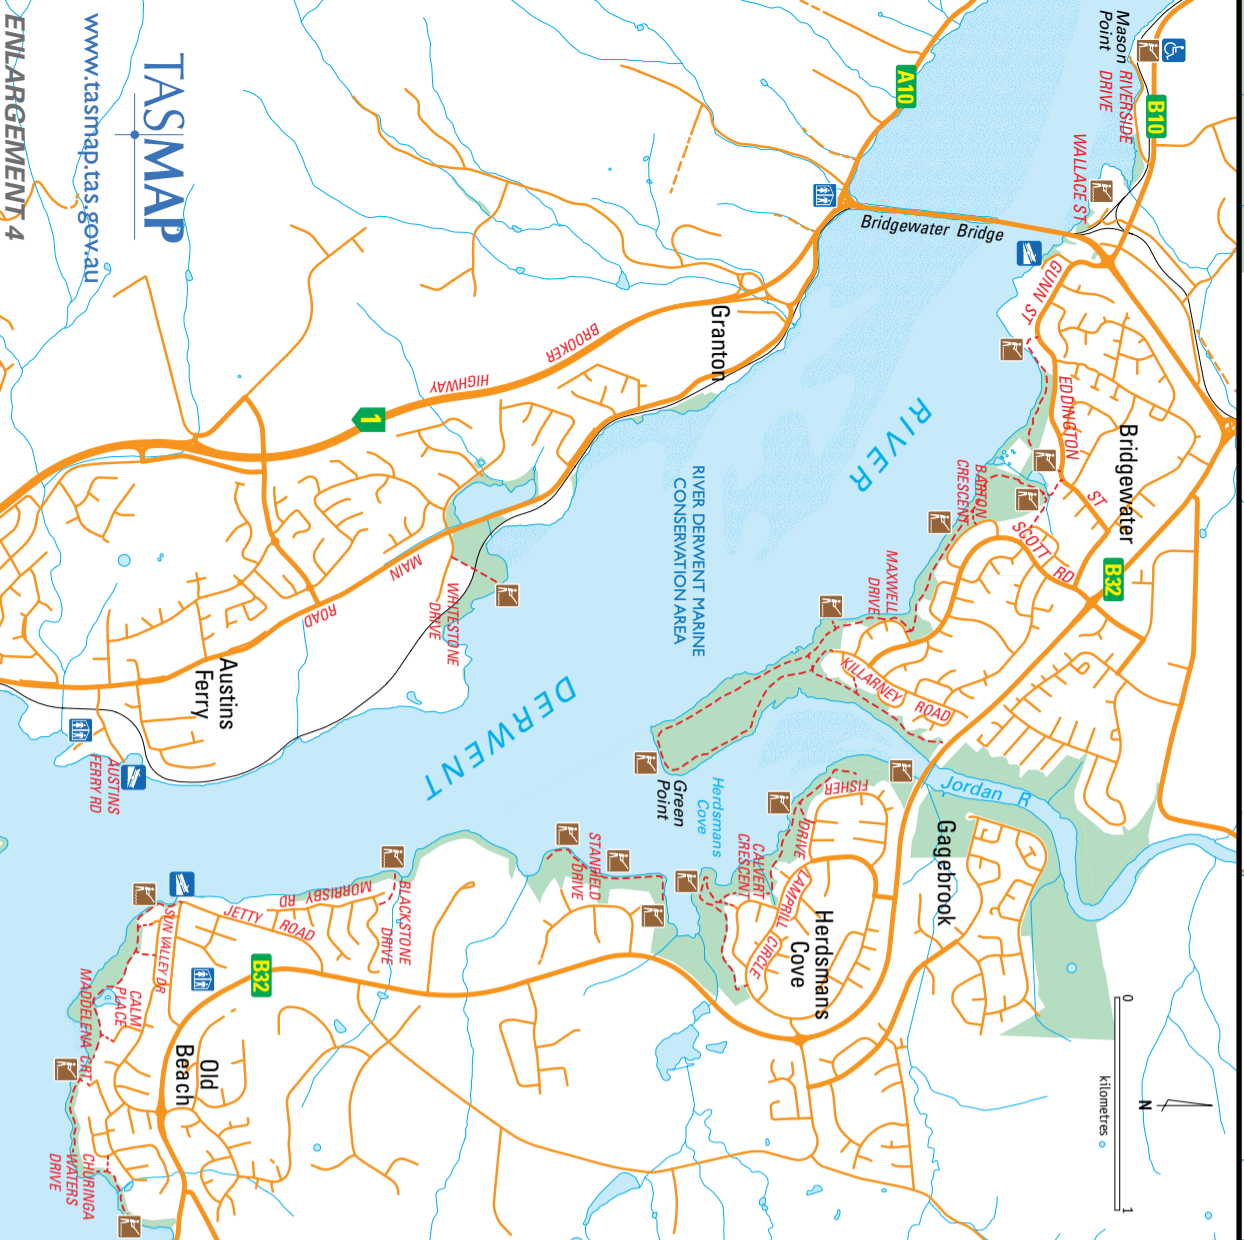 Mason
Point
RIVERSIDE
DRIVE
B10
WALLACE ST
A10
Bridgewater Bridge
GUNN ST
EDDINGTON
ST
Bridgewater
BARTON
CRESCENT
SCOTT RD
B32
MAXWELL
DRIVE
KILLARNEY ROAD
Jordan R
Gagebrook
FISHER
DRIVE
Herdsmans
Cove
CALVERT
CRESCENT
LAMPRILL CIRCLE
Herdsmans
Cove
Green
Point
RIVER
DERWENT
RIVER DERWENT MARINE
CONSERVATION AREA
Granton
BROOKER
HIGHWAY
1
MAIN
ROAD
WHITESTONE
DRIVE
Austins
Ferry
AUSTINS
FERRY RD
STANFIELD
DRIVE
BLACKSTONE
DRIVE
MORRISBY RD
JETTY ROAD
SUN VALLEY DR
B32
CALM
PLACE
MADDELENA CRT
Old
Beach
CHURINGA
WATERS
DRIVE
0
1
kilometres
N
TASMAP
www.tasmap.tas.gov.au
ENLARGEMENT 4